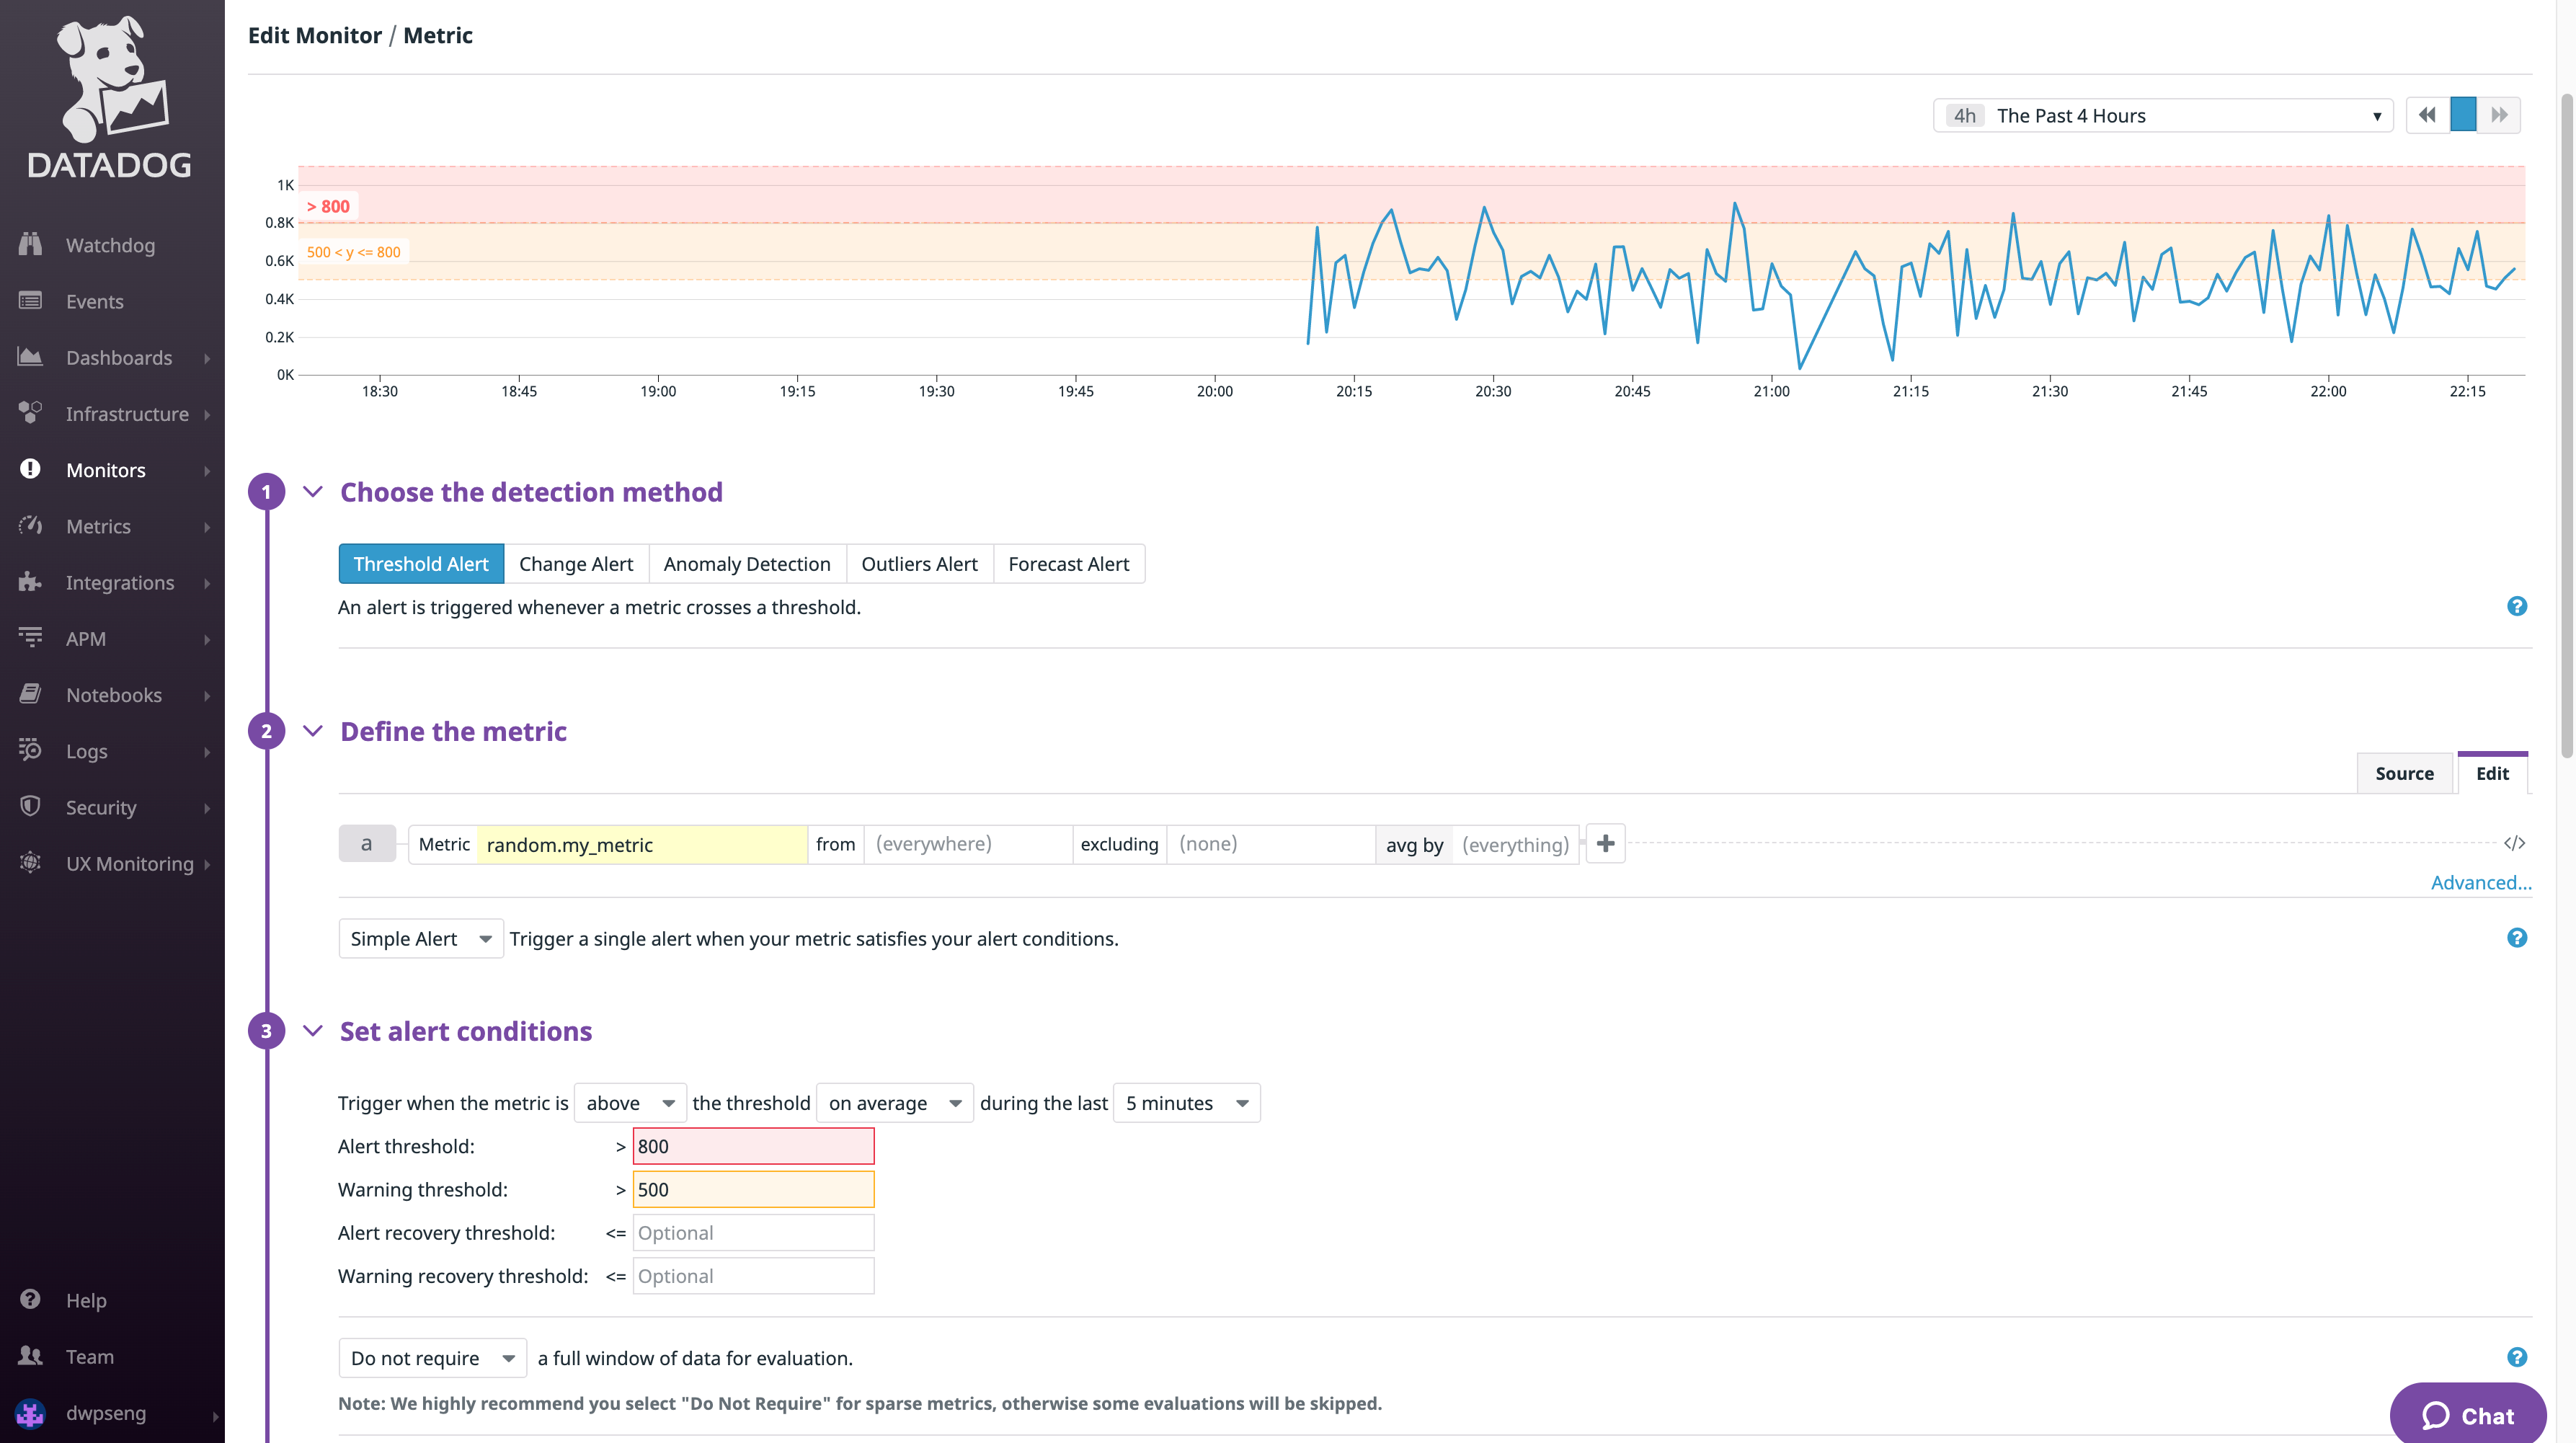 DATADOG
Watchdog
Events
Dashboards
Infrastructure
Monitors
Metrics
Integrations
APM
Notebooks
Logs
Security
UX Monitoring
Help
Team
dwpseng
Edit Monitor / Metric
4h The Past 4 Hours
1K
> 800
0.8K
500 < y <= 800
0.6K
0.4K
0.2K
0K
18:30 18:45 19:00 19:15 19:30 19:45 20:00 20:15 20:30 20:45 21:00 21:15 21:30 21:45 22:00 22:15
1 Choose the detection method
Threshold Alert Change Alert Anomaly Detection Outliers Alert Forecast Alert
An alert is triggered whenever a metric crosses a threshold. ?
2 Define the metric
Source Edit
a Metric random.my_metric from (everywhere) excluding (none) avg by (everything) + </>
Advanced...
Simple Alert Trigger a single alert when your metric satisfies your alert conditions. ?
3 Set alert conditions
Trigger when the metric is above the threshold on average during the last 5 minutes
Alert threshold: > 800
Warning threshold: > 500
Alert recovery threshold: <= Optional
Warning recovery threshold: <= Optional
Do not require a full window of data for evaluation. ?
Note: We highly recommend you select "Do Not Require" for sparse metrics, otherwise some evaluations will be skipped.
Chat